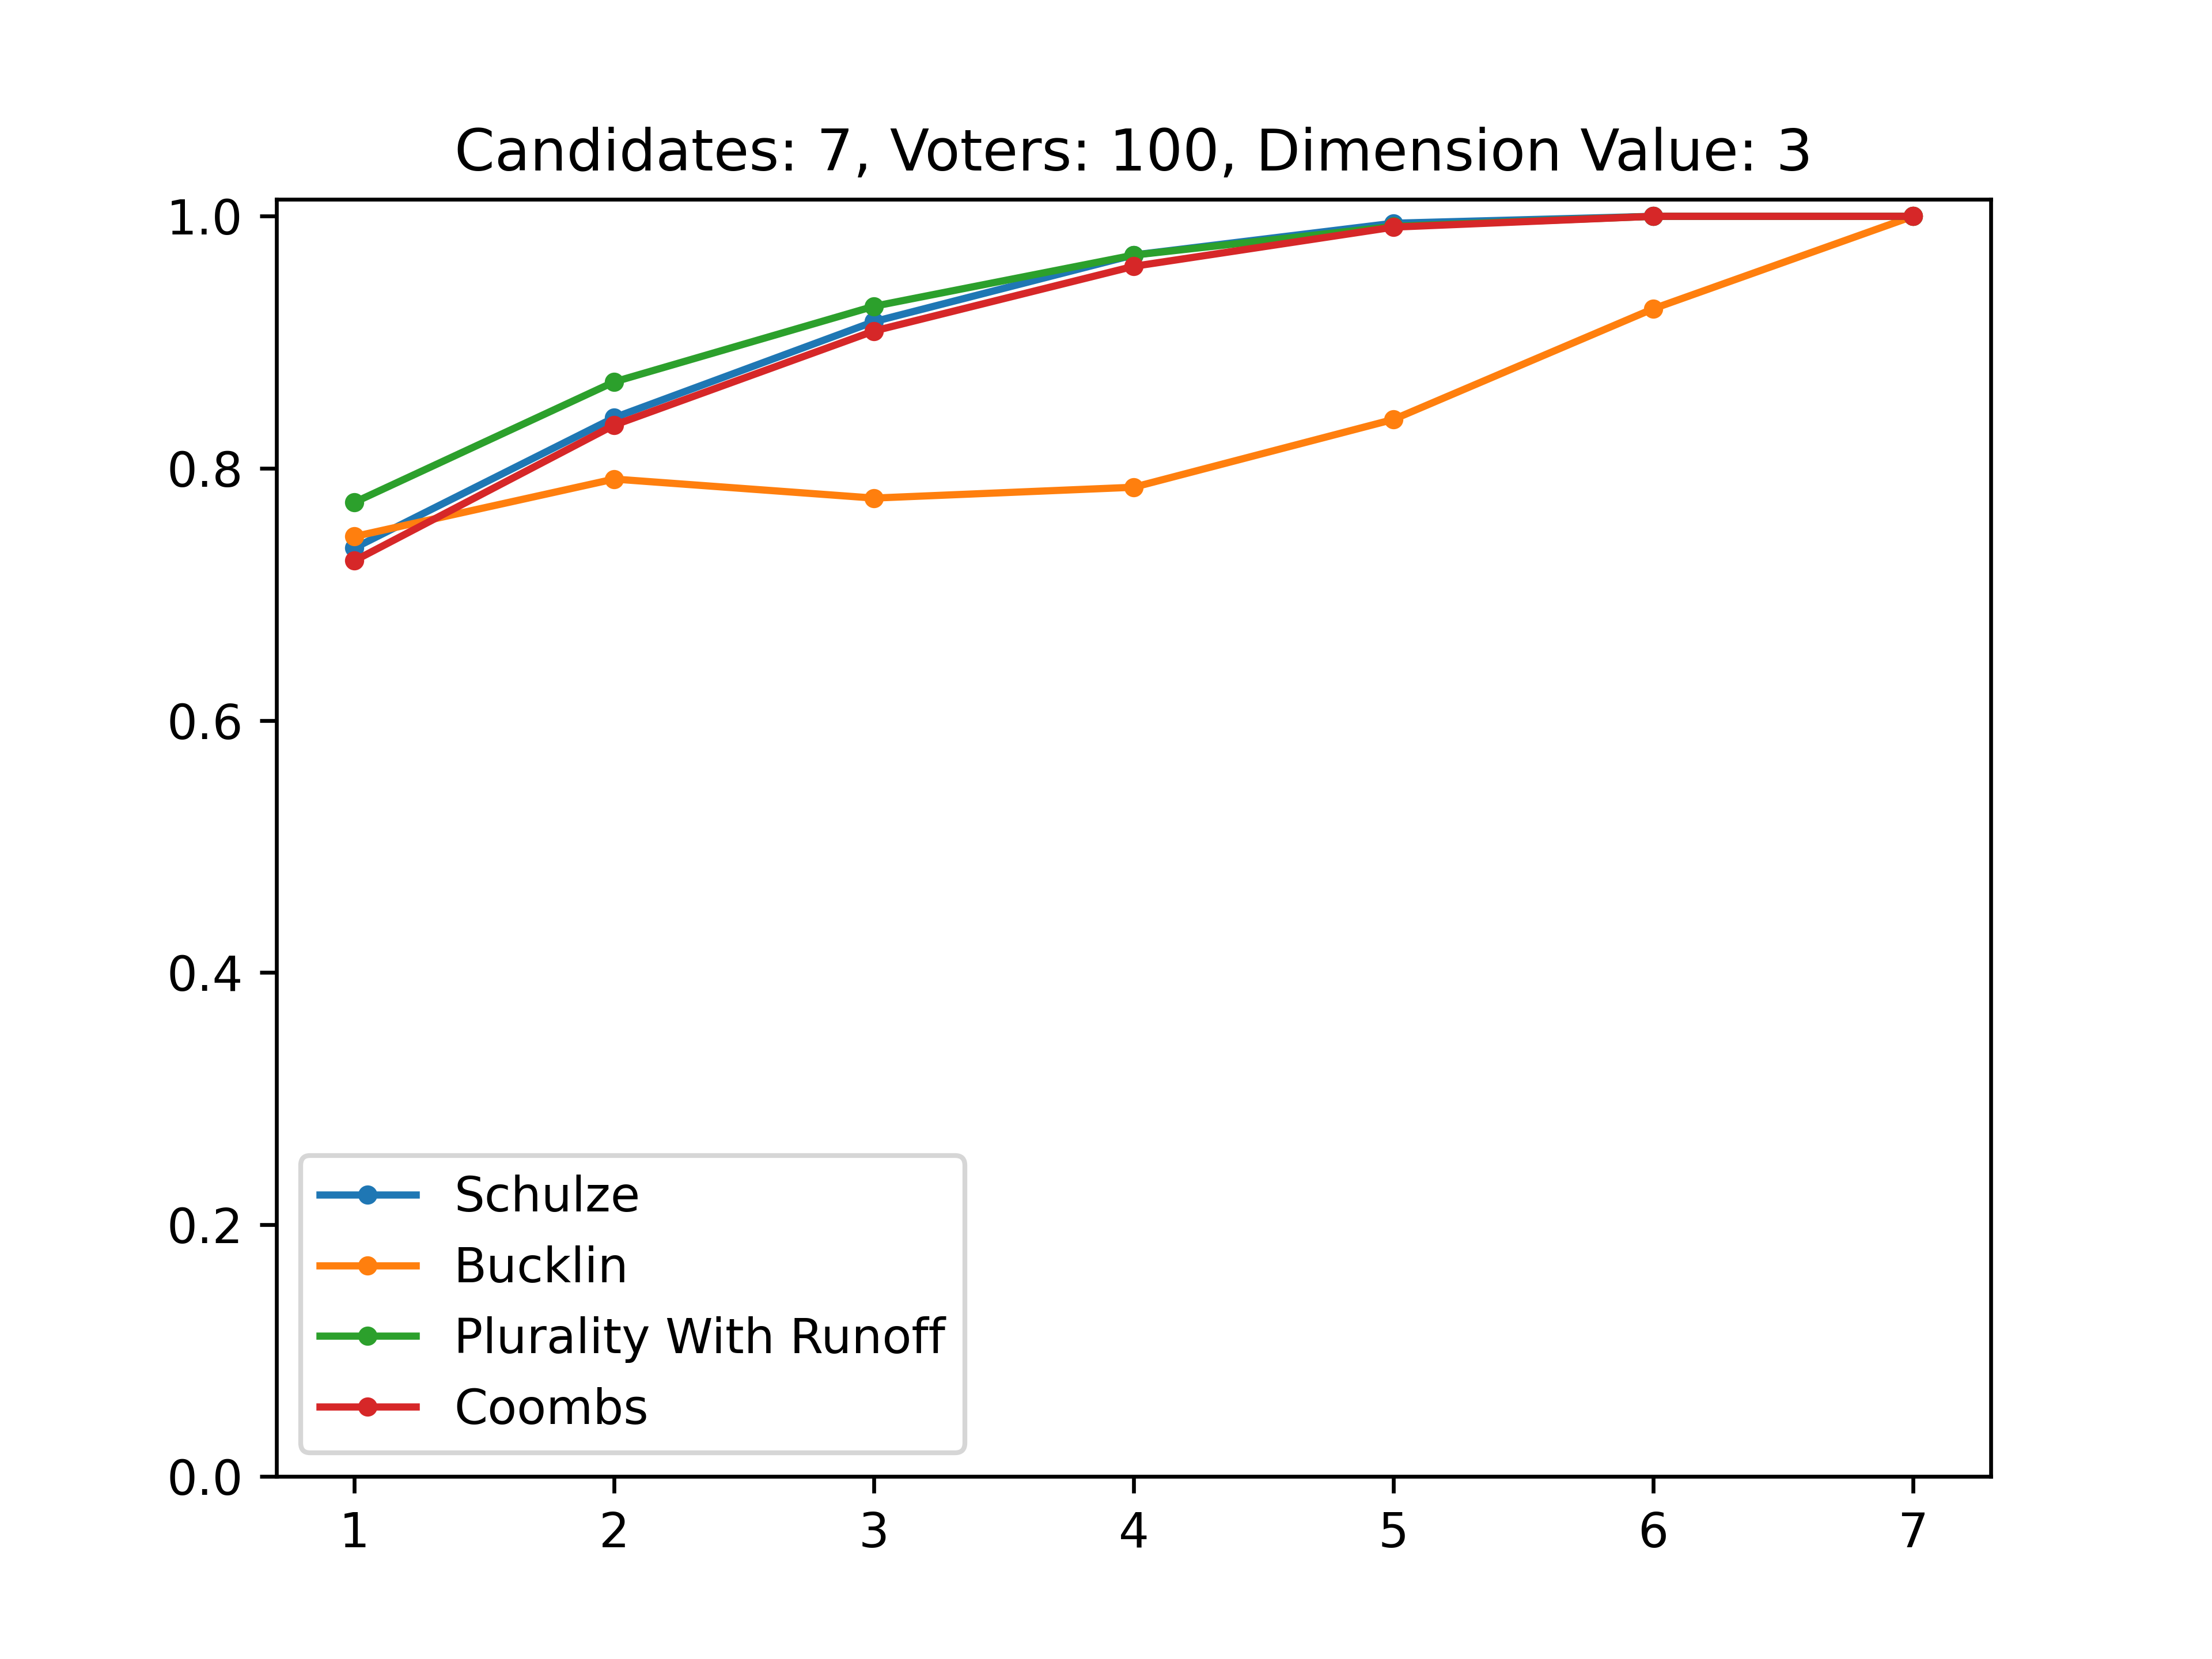 Candidates: 7, Voters: 100, Dimension Value: 3
1.0
0.8
0.6
0.4
0.2
0.0
Schulze
Bucklin
Plurality With Runoff
Coombs
1 2 3 4 5 6 7